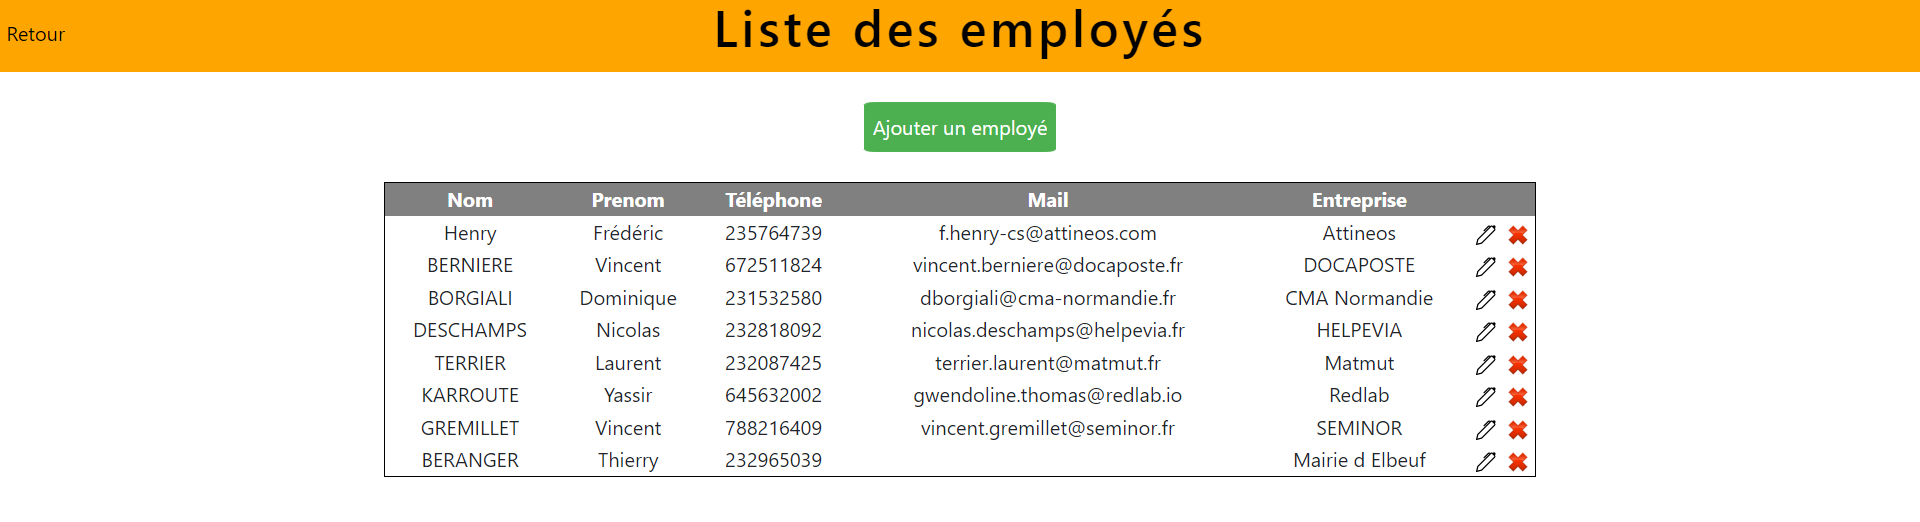 Retour
Liste des employés
Ajouter un employé
Nom Prenom Téléphone Mail Entreprise
Henry Frédéric 235764739 f.henry-cs@attineos.com Attineos
BERNIERE Vincent 672511824 vincent.berniere@docaposte.fr DOCAPOSTE
BORGIALI Dominique 231532580 dborgiali@cma-normandie.fr CMA Normandie
DESCHAMPS Nicolas 232818092 nicolas.deschamps@helpevia.fr HELPEVIA
TERRIER Laurent 232087425 terrier.laurent@matmut.fr Matmut
KARROUTE Yassir 645632002 gwendoline.thomas@redlab.io Redlab
GREMILLET Vincent 788216409 vincent.gremillet@seminor.fr SEMINOR
BERANGER Thierry 232965039 Mairie d Elbeuf